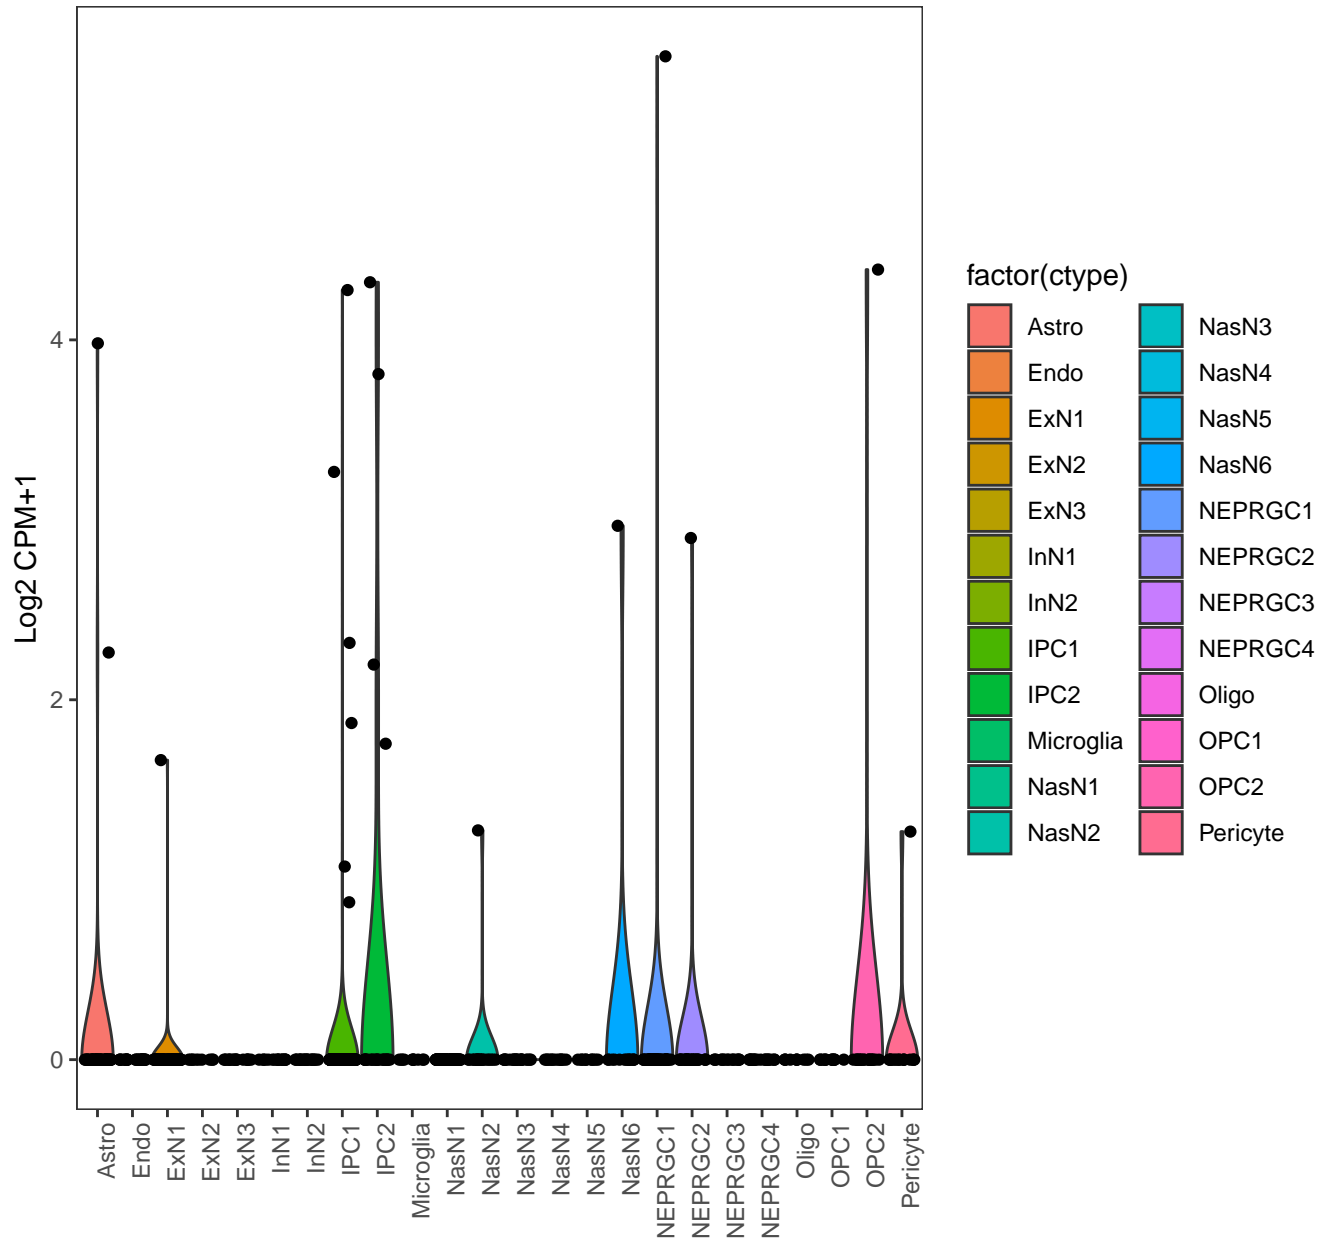 Log2 CPM+1
4
2
0
Astro
Endo
ExN1
ExN2
ExN3
InN1
InN2
IPC1
IPC2
Microglia
NasN1
NasN2
NasN3
NasN4
NasN5
NasN6
NEPRGC1
NEPRGC2
NEPRGC3
NEPRGC4
Oligo
OPC1
OPC2
Pericyte
factor(ctype)
Astro
Endo
ExN1
ExN2
ExN3
InN1
InN2
IPC1
IPC2
Microglia
NasN1
NasN2
NasN3
NasN4
NasN5
NasN6
NEPRGC1
NEPRGC2
NEPRGC3
NEPRGC4
Oligo
OPC1
OPC2
Pericyte